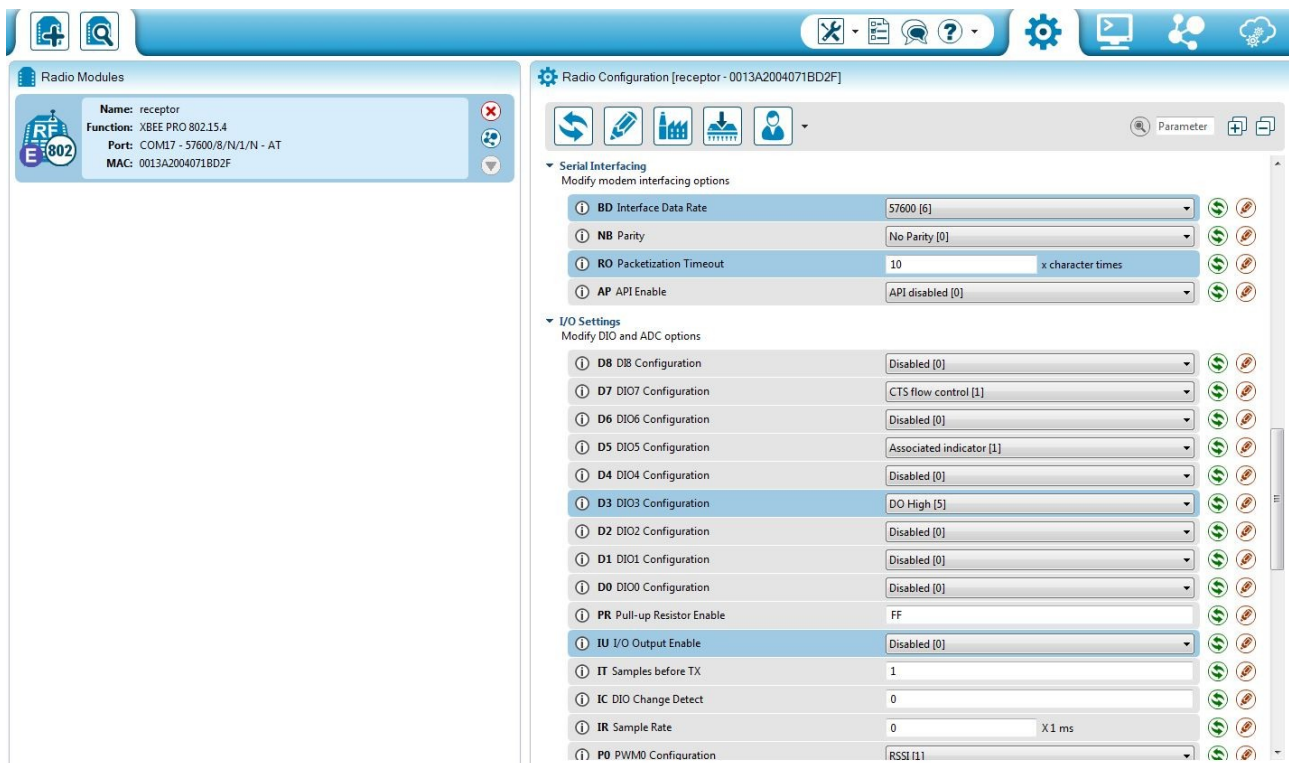 Radio Modules
Name: receptor
Function: XBEE PRO 802.15.4
Port: COM17 - 57600/8/N/1/N - AT
MAC: 0013A2004071BD2F
RF
E 802
Radio Configuration [receptor - 0013A2004071BD2F]
Parameter
Serial Interfacing
Modify modem interfacing options
BD Interface Data Rate 57600 [6]
NB Parity No Parity [0]
RO Packetization Timeout 10 x character times
AP API Enable API disabled [0]
I/O Settings
Modify DIO and ADC options
D8 DI8 Configuration Disabled [0]
D7 DIO7 Configuration CTS flow control [1]
D6 DIO6 Configuration Disabled [0]
D5 DIO5 Configuration Associated indicator [1]
D4 DIO4 Configuration Disabled [0]
D3 DIO3 Configuration DO High [5]
D2 DIO2 Configuration Disabled [0]
D1 DIO1 Configuration Disabled [0]
D0 DIO0 Configuration Disabled [0]
PR Pull-up Resistor Enable FF
IU I/O Output Enable Disabled [0]
IT Samples before TX 1
IC DIO Change Detect 0
IR Sample Rate 0 X 1 ms
P0 PWM0 Configuration RSSI [1]